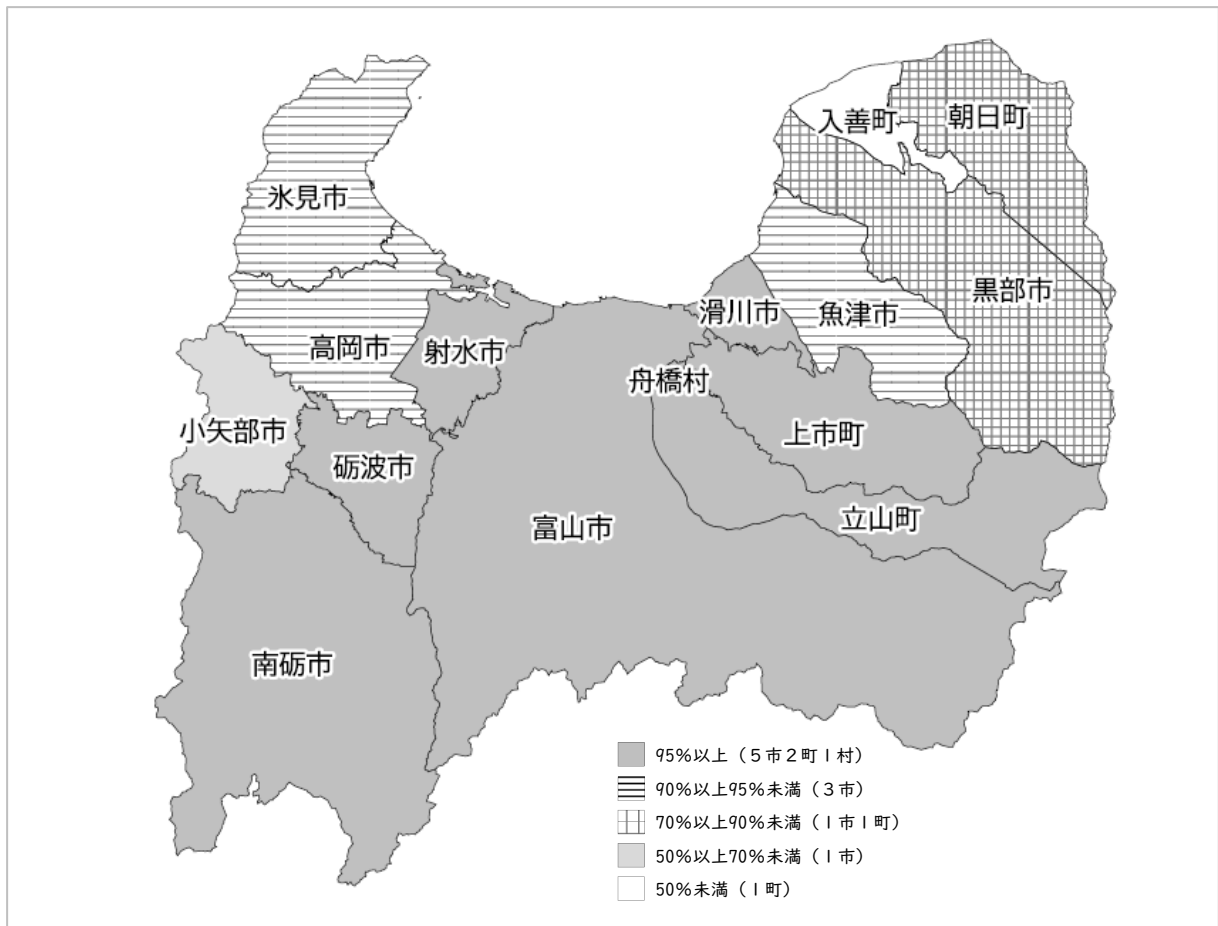 入善町
朝日町
氷見市
黒部市
滑川市
魚津市
高岡市
射水市
舟橋村
小矢部市
上市町
砺波市
立山町
富山市
南砺市
95%以上（５市２町１村）
90%以上95%未満（３市）
70%以上90%未満（１市１町）
50%以上70%未満（１市）
50%未満（１町）